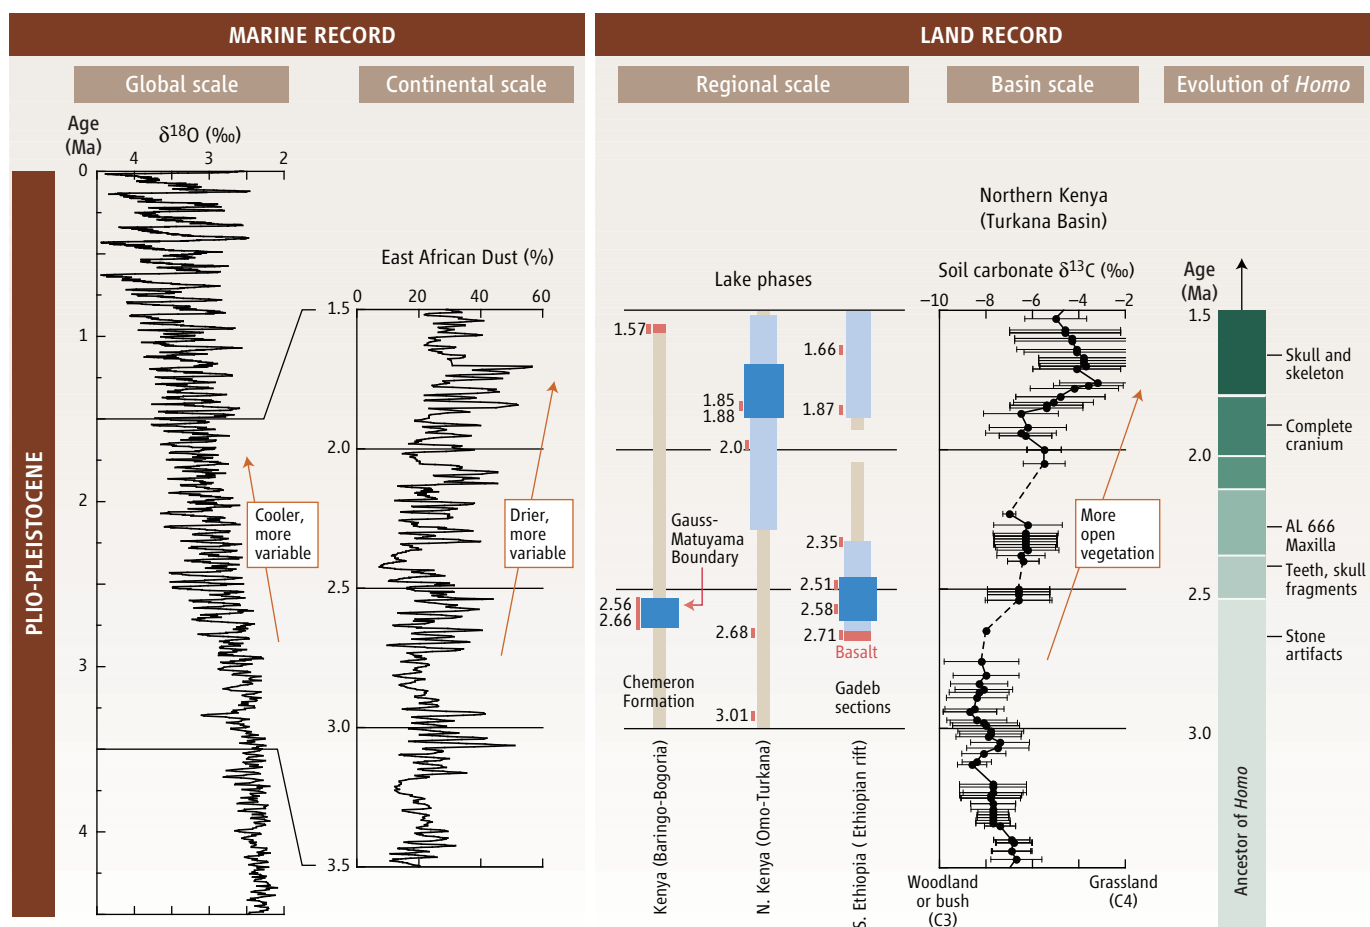 MARINE RECORD
LAND RECORD
Global scale
Continental scale
Regional scale
Basin scale
Evolution of Homo
Age
(Ma)
δ18O (‰)
4 3 2
0
1
2
3
4
PLIO-PLEISTOCENE
Cooler,
more
variable
East African Dust (%)
0 20 40 60
1.5
2.0
2.5
3.0
3.5
Drier,
more
variable
Lake phases
1.57
2.56
2.66
Chemeron
Formation
Gauss-
Matuyama
Boundary
1.85
1.88
2.0
2.68
3.01
1.66
1.87
2.35
2.51
2.58
2.71
Basalt
Gadeb
sections
Kenya (Baringo-Bogoria)
N. Kenya (Omo-Turkana)
S. Ethiopia ( Ethiopian rift)
Northern Kenya
(Turkana Basin)
Soil carbonate δ13C (‰)
–10 –8 –6 –4 –2
More
open
vegetation
Woodland
or bush
(C3)
Grassland
(C4)
Age
(Ma)
1.5
2.0
2.5
3.0
Ancestor of Homo
Skull and
skeleton
Complete
cranium
AL 666
Maxilla
Teeth, skull
fragments
Stone
artifacts